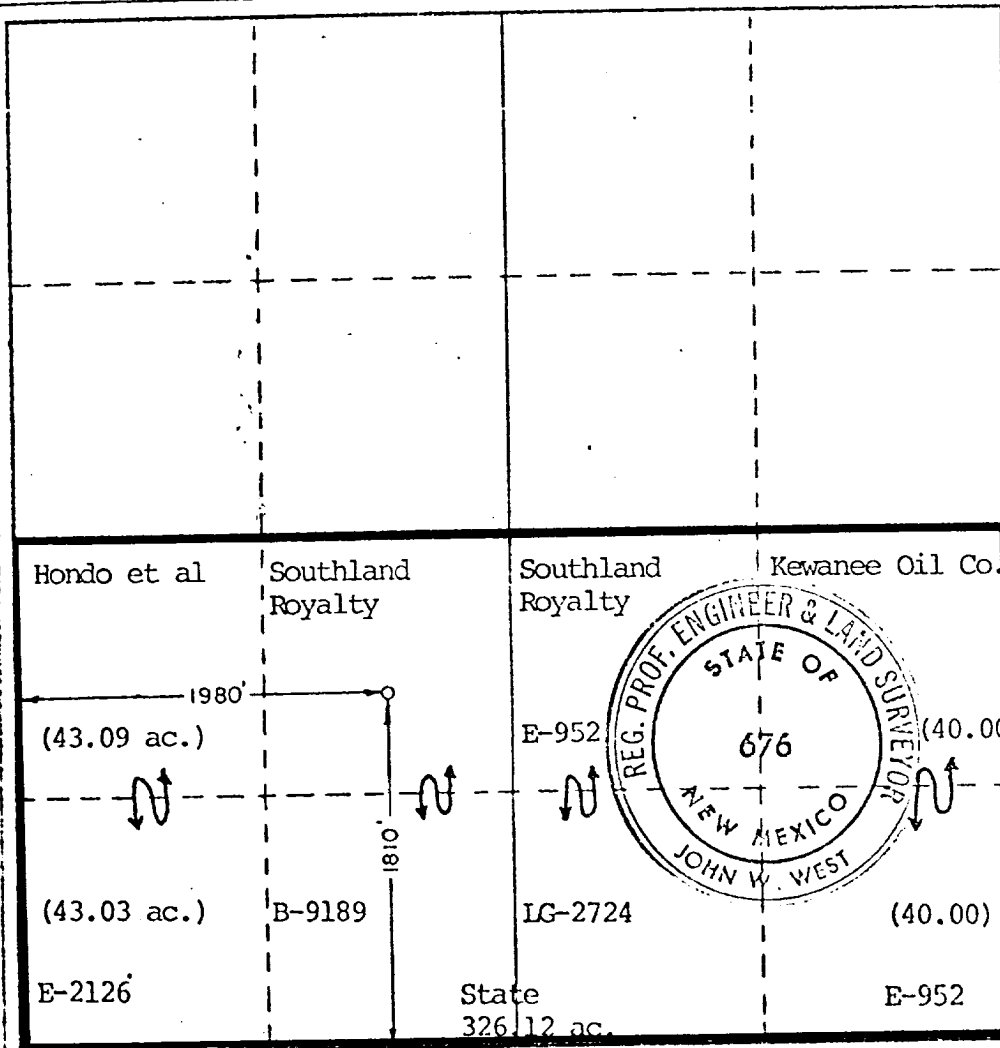 Hondo et al
Southland
Royalty
Southland
Royalty
Kewanee Oil Co.
1980'
(43.09 ac.)
E-952
(40.00
REG. PROF. ENGINEER & LAND SURVEYOR
STATE OF
676
NEW MEXICO
JOHN W. WEST
1810'
(43.03 ac.)
B-9189
LG-2724
(40.00)
E-2126
State
326.12 ac.
E-952